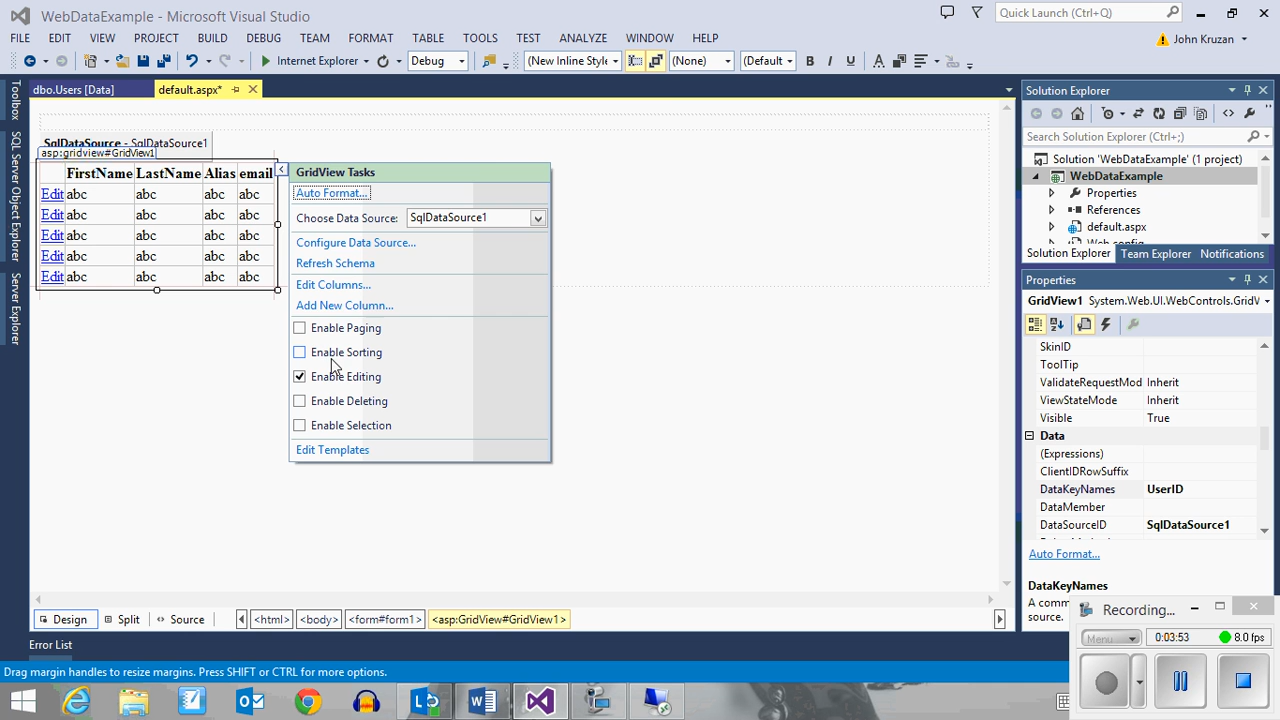 WebDataExample - Microsoft Visual Studio
Quick Launch (Ctrl+Q)
FILE EDIT VIEW PROJECT BUILD DEBUG TEAM FORMAT TABLE TOOLS TEST ANALYZE WINDOW HELP
John Kruzan
Internet Explorer
Debug
(New Inline Style
(None)
(Default
B I U
Toolbox
SQL Server Object Explorer
Server Explorer
dbo.Users [Data]
default.aspx*
SqlDataSource - SqlDataSource1
asp:gridview#GridView1
FirstName LastName Alias email
Edit abc abc abc abc
Edit abc abc abc abc
Edit abc abc abc abc
Edit abc abc abc abc
Edit abc abc abc abc
GridView Tasks
Auto Format...
Choose Data Source: SqlDataSource1
Configure Data Source...
Refresh Schema
Edit Columns...
Add New Column...
Enable Paging
Enable Sorting
Enable Editing
Enable Deleting
Enable Selection
Edit Templates
Solution Explorer
Search Solution Explorer (Ctrl+;)
Solution 'WebDataExample' (1 project)
WebDataExample
Properties
References
default.aspx
Web.config
Solution Explorer Team Explorer Notifications
Properties
GridView1 System.Web.UI.WebControls.GridV
SkinID
ToolTip
ValidateRequestMod Inherit
ViewStateMode Inherit
Visible True
Data
(Expressions)
ClientIDRowSuffix
DataKeyNames UserID
DataMember
DataSourceID SqlDataSource1
Auto Format...
DataKeyNames
A comm
source.
Design Split Source
<html> <body> <form#form1> <asp:GridView#GridView1>
Error List
Drag margin handles to resize margins. Press SHIFT or CTRL for more options.
Recording...
Menu
0:03:53
8.0 fps